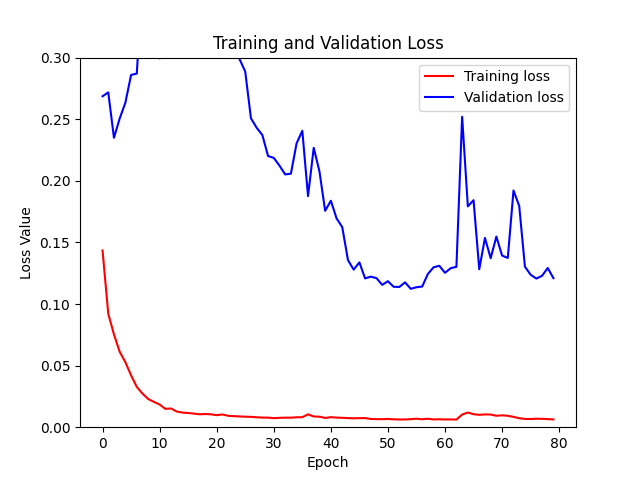 Training and Validation Loss
Training loss
Validation loss
0.30
0.25
0.20
0.15
0.10
0.05
0.00
Loss Value
0 10 20 30 40 50 60 70 80
Epoch